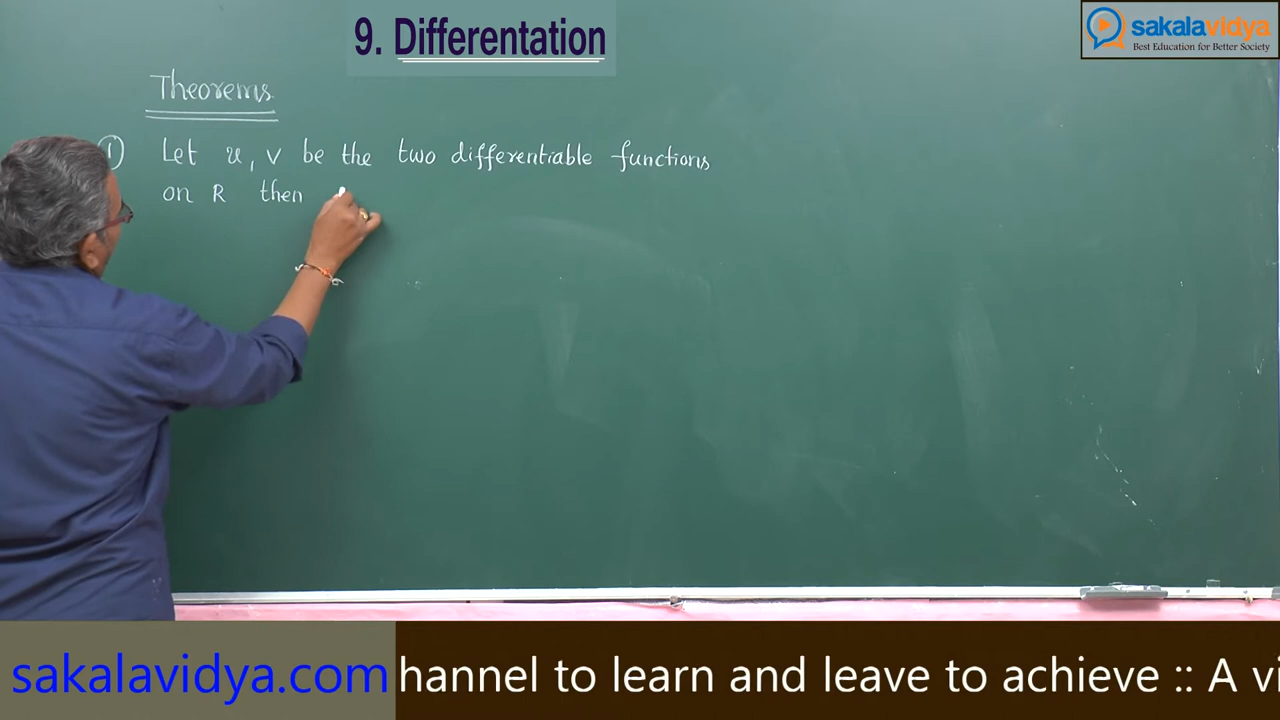 9. Differentation
sakalavidya
Best Education for Better Society
Theorems
1 Let u, v be the two differentiable functions
on R then
sakalavidya.com
hannel to learn and leave to achieve :: A vi